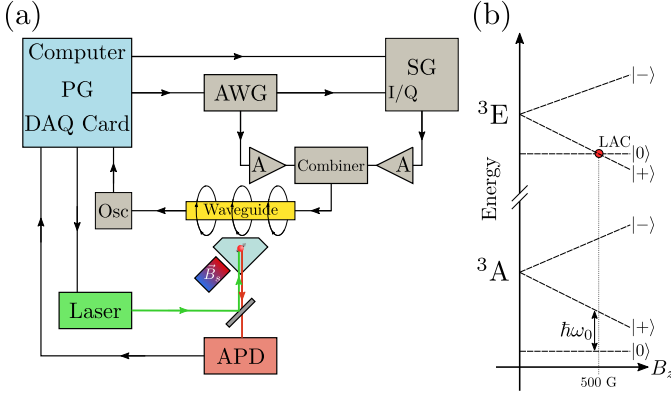 (a)
Computer
PG
DAQ Card
SG
I/Q
AWG
A
Combiner
A
Osc
Waveguide
B⃗s
Laser
APD
(b)
Energy
³E
|−⟩
LAC
|0⟩
|+⟩
³A
|−⟩
|+⟩
ħω₀
|0⟩
500 G
B_z